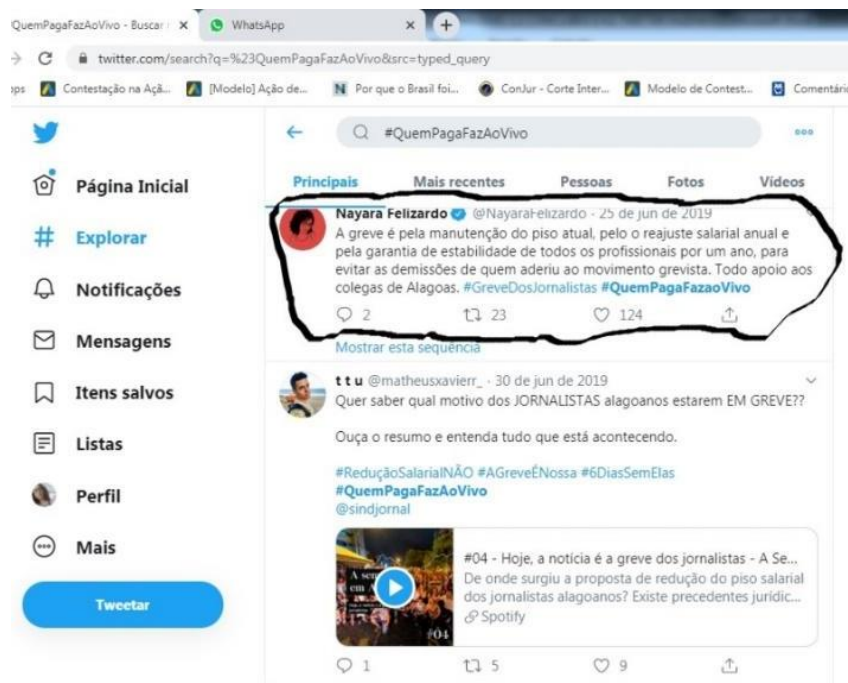 QuemPagaFazAoVivo - Buscar
WhatsApp
twitter.com/search?q=%23QuemPagaFazAoVivo&src=typed_query
Contestação na Açã... [Modelo] Ação de... Por que o Brasil foi... ConJur - Corte Inter... Modelo de Contest...
#QuemPagaFazAoVivo
Página Inicial
Explorar
Notificações
Mensagens
Itens salvos
Listas
Perfil
Mais
Tweetar
Principais Mais recentes Pessoas Fotos Vídeos
Nayara Felizardo @NayaraFelizardo · 25 de jun de 2019
A greve é pela manutenção do piso atual, pelo o reajuste salarial anual e
pela garantia de estabilidade de todos os profissionais por um ano, para
evitar as demissões de quem aderiu ao movimento grevista. Todo apoio aos
colegas de Alagoas. #GreveDosJornalistas #QuemPagaFazaoVivo
2 23 124
Mostrar esta sequência
t t u @matheusxavierr_ · 30 de jun de 2019
Quer saber qual motivo dos JORNALISTAS alagoanos estarem EM GREVE??
Ouça o resumo e entenda tudo que está acontecendo.
#ReduçãoSalarialNÃO #AGreveÉNossa #6DiasSemElas
#QuemPagaFazAoVivo
@sindjornal
#04 - Hoje, a notícia é a greve dos jornalistas - A Se...
De onde surgiu a proposta de redução do piso salarial
dos jornalistas alagoanos? Existe precedentes jurídic...
Spotify
#04
1 5 9